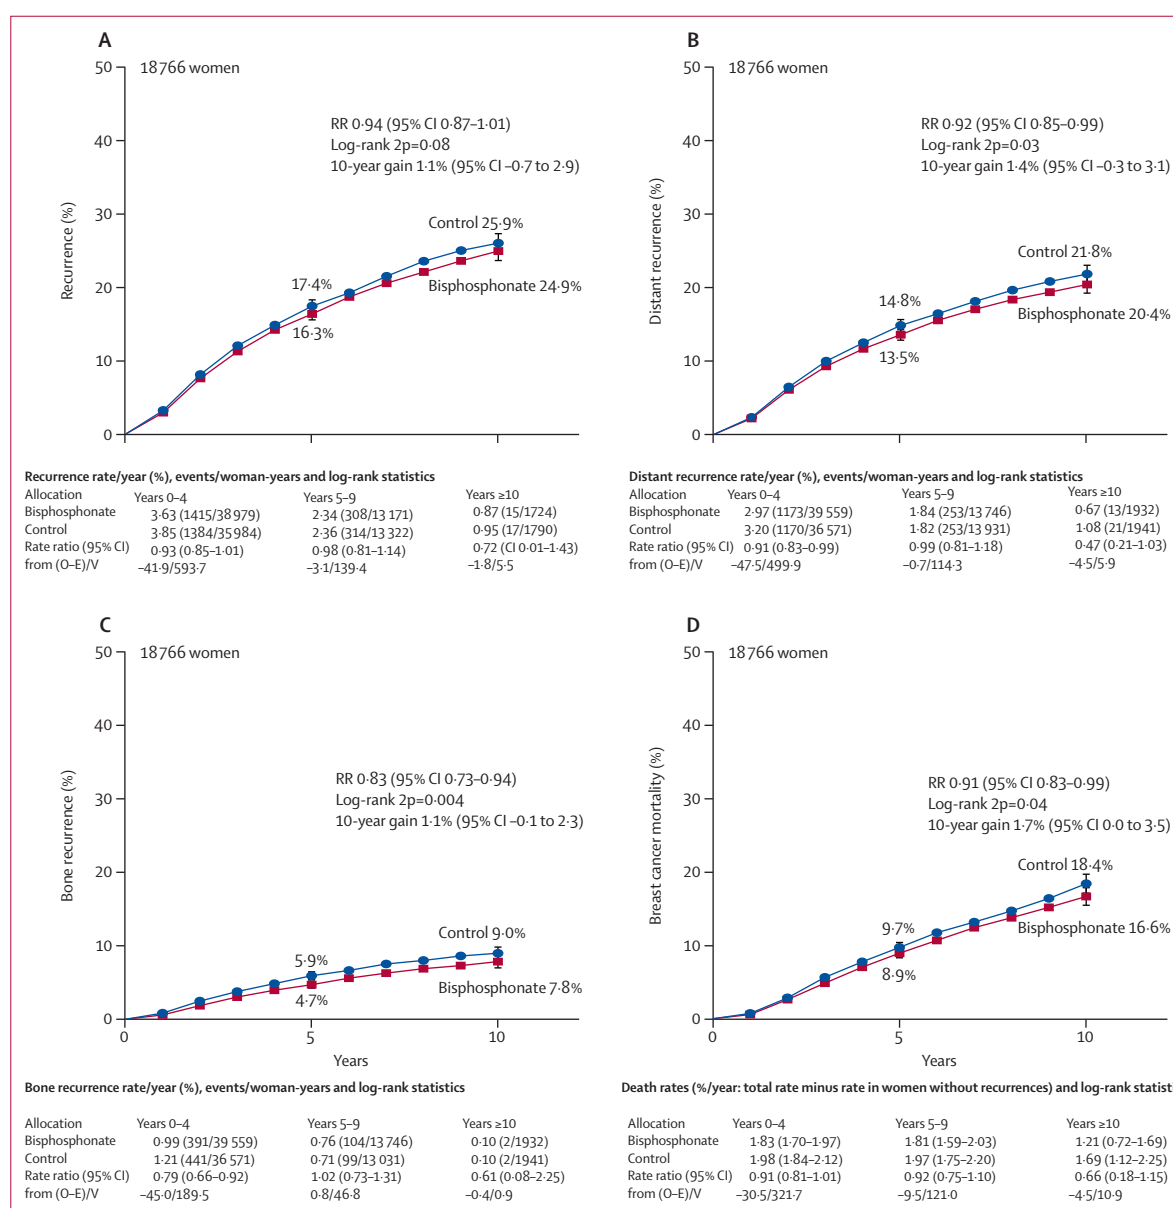 A
50
18 766 women
RR 0·94 (95% CI 0·87–1·01)
Log-rank 2p=0·08
10-year gain 1·1% (95% CI –0·7 to 2·9)
40
30
20
10
0
Recurrence (%)
Control 25·9%
17·4%
Bisphosphonate 24·9%
16·3%
Recurrence rate/year (%), events/woman-years and log-rank statistics
Allocation Years 0–4 Years 5–9 Years ≥10
Bisphosphonate 3·63 (1415/38 979) 2·34 (308/13 171) 0·87 (15/1724)
Control 3·85 (1384/35 984) 2·36 (314/13 322) 0·95 (17/1790)
Rate ratio (95% CI) 0·93 (0·85–1·01) 0·98 (0·81–1·14) 0·72 (CI 0·01–1·43)
from (O–E)/V –41·9/593·7 –3·1/139·4 –1·8/5·5
B
18 766 women
RR 0·92 (95% CI 0·85–0·99)
Log-rank 2p=0·03
10-year gain 1·4% (95% CI –0·3 to 3·1)
50
40
30
20
10
0
Distant recurrence (%)
Control 21·8%
14·8%
Bisphosphonate 20·4%
13·5%
Distant recurrence rate/year (%), events/woman-years and log-rank statistics
Allocation Years 0–4 Years 5–9 Years ≥10
Bisphosphonate 2·97 (1173/39 559) 1·84 (253/13 746) 0·67 (13/1932)
Control 3·20 (1170/36 571) 1·82 (253/13 931) 1·08 (21/1941)
Rate ratio (95% CI) 0·91 (0·83–0·99) 0·99 (0·81–1·18) 0·47 (0·21–1·03)
from (O–E)/V –47·5/499·9 –0·7/114·3 –4·5/5·9
C
50
18 766 women
RR 0·83 (95% CI 0·73–0·94)
Log-rank 2p=0·004
10-year gain 1·1% (95% CI –0·1 to 2·3)
40
30
20
10
0
Bone recurrence (%)
Control 9·0%
5·9%
Bisphosphonate 7·8%
4·7%
0 5 10
Years
Bone recurrence rate/year (%), events/woman-years and log-rank statistics
Allocation Years 0–4 Years 5–9 Years ≥10
Bisphosphonate 0·99 (391/39 559) 0·76 (104/13 746) 0·10 (2/1932)
Control 1·21 (441/36 571) 0·71 (99/13 031) 0·10 (2/1941)
Rate ratio (95% CI) 0·79 (0·66–0·92) 1·02 (0·73–1·31) 0·61 (0·08–2·25)
from (O–E)/V –45·0/189·5 0·8/46·8 –0·4/0·9
D
50
18 766 women
RR 0·91 (95% CI 0·83–0·99)
Log-rank 2p=0·04
10-year gain 1·7% (95% CI 0·0 to 3·5)
40
30
20
10
0
Breast cancer mortality (%)
Control 18·4%
9·7%
Bisphosphonate 16·6%
8·9%
0 5 10
Years
Death rates (%/year: total rate minus rate in women without recurrences) and log-rank statisti
Allocation Years 0–4 Years 5–9 Years ≥10
Bisphosphonate 1·83 (1·70–1·97) 1·81 (1·59–2·03) 1·21 (0·72–1·69)
Control 1·98 (1·84–2·12) 1·97 (1·75–2·20) 1·69 (1·12–2·25)
Rate ratio (95% CI) 0·91 (0·81–1·01) 0·92 (0·75–1·10) 0·66 (0·18–1·15)
from (O–E)/V –30·5/321·7 –9·5/121·0 –4·5/10·9